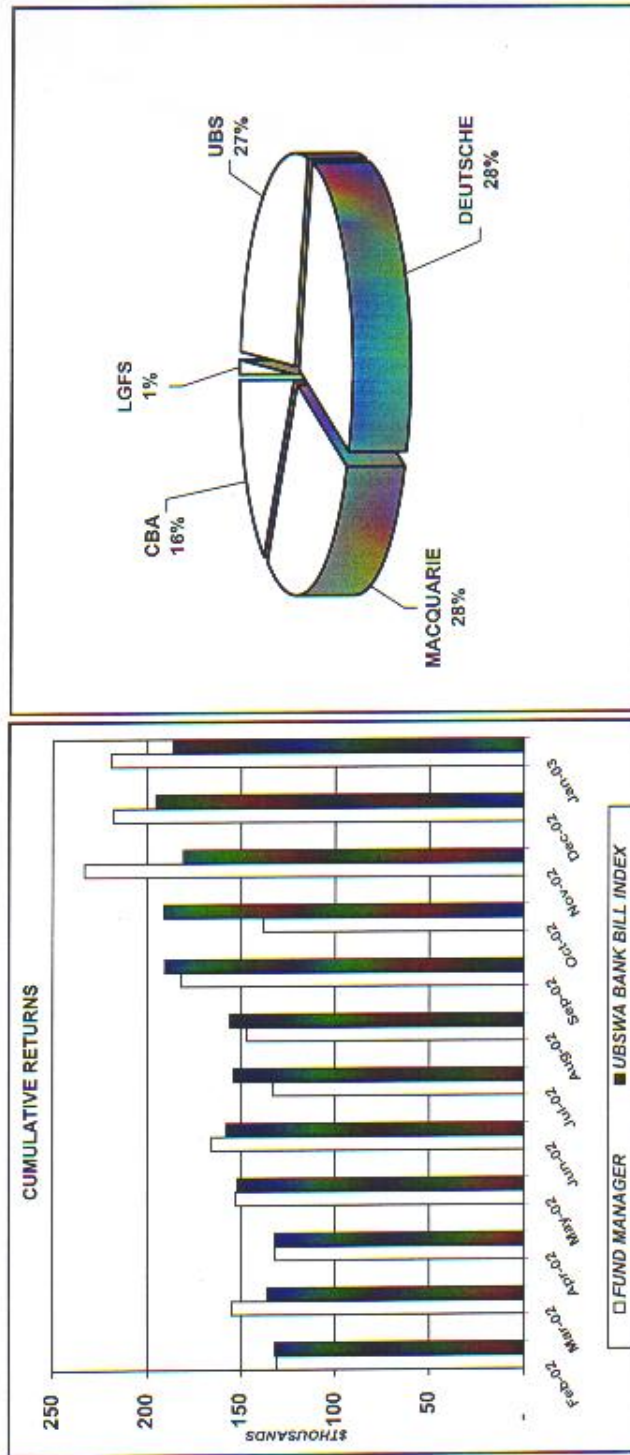 CUMULATIVE RETURNS
250
200
150
100
50
-
$THOUSANDS
Feb-02
Mar-02
Apr-02
May-02
Jun-02
Jul-02
Aug-02
Sep-02
Oct-02
Nov-02
Dec-02
Jan-03
FUND MANAGER
UBSWA BANK BILL INDEX
LGFS
1%
UBS
27%
CBA
16%
DEUTSCHE
28%
MACQUARIE
28%